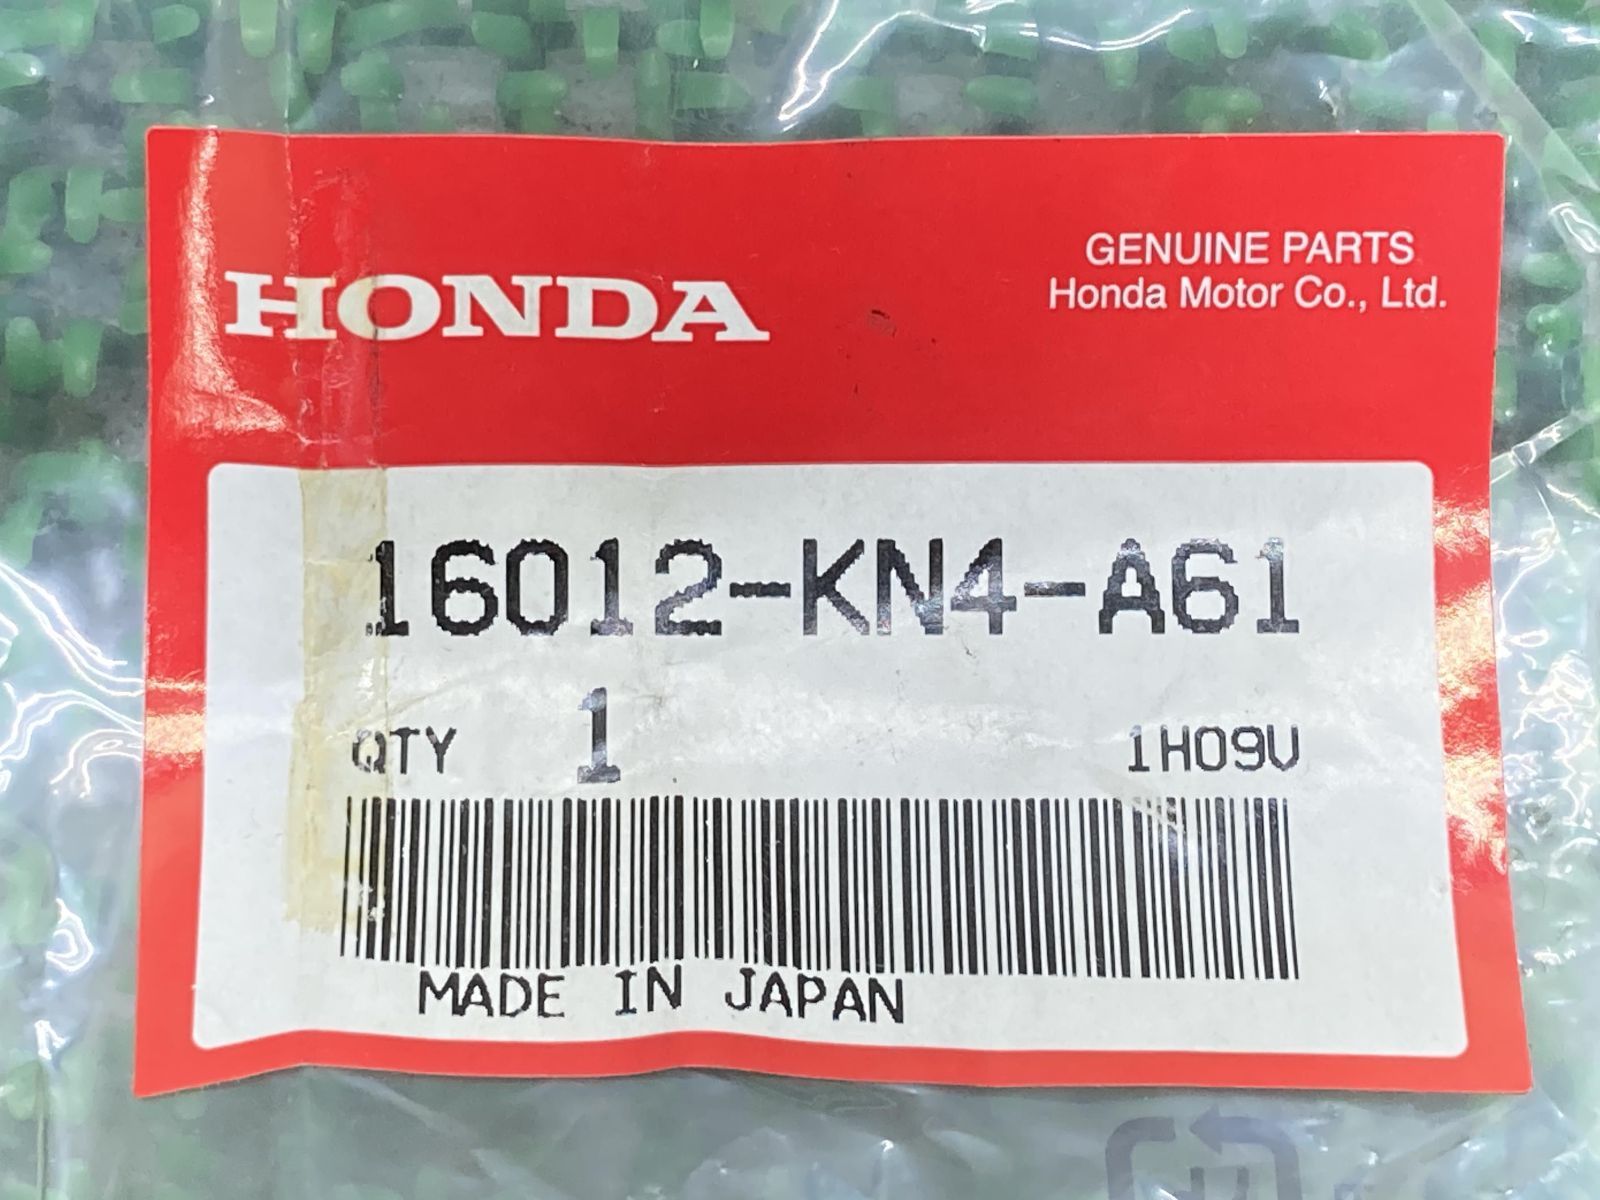 HONDA
GENUINE PARTS
Honda Motor Co., Ltd.
16012-KN4-A61
QTY 1 1H09V
MADE IN JAPAN